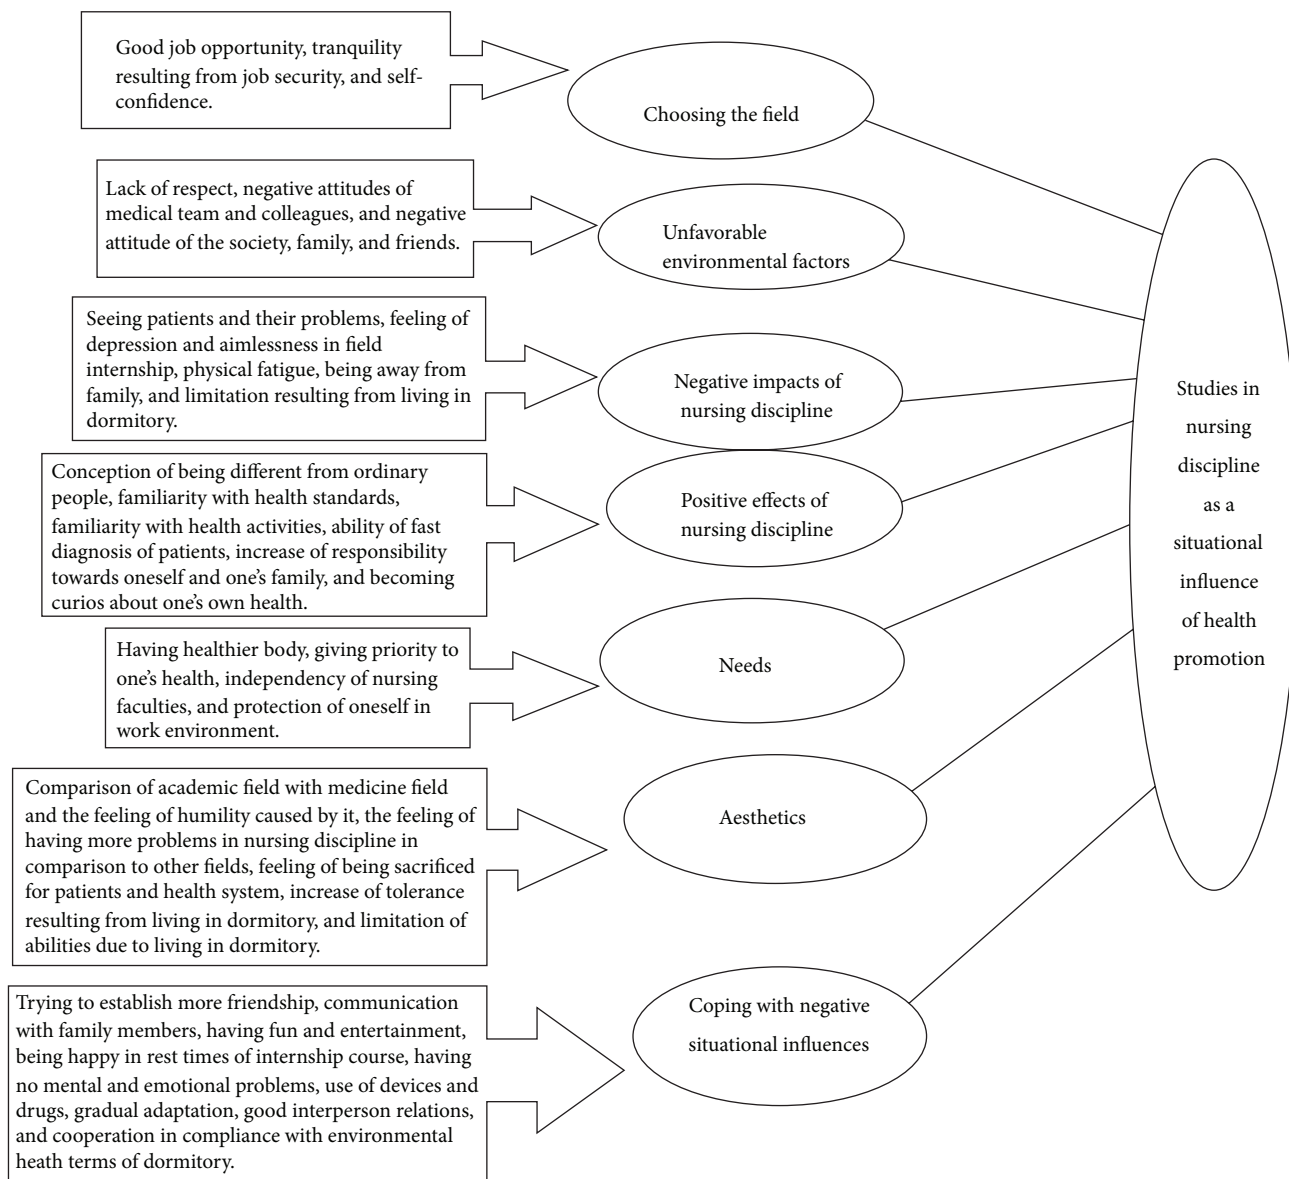 Good job opportunity, tranquility
resulting from job security, and self-
confidence.
Choosing the field
Lack of respect, negative attitudes of
medical team and colleagues, and negative
attitude of the society, family, and friends.
Unfavorable
environmental factors
Seeing patients and their problems, feeling of
depression and aimlessness in field
internship, physical fatigue, being away from
family, and limitation resulting from living in
dormitory.
Negative impacts of
nursing discipline
Conception of being different from ordinary
people, familiarity with health standards,
familiarity with health activities, ability of fast
diagnosis of patients, increase of responsibility
towards oneself and one's family, and becoming
curios about one's own health.
Positive effects of
nursing discipline
Having healthier body, giving priority to
one's health, independency of nursing
faculties, and protection of oneself in
work environment.
Needs
Comparison of academic field with medicine field
and the feeling of humility caused by it, the feeling of
having more problems in nursing discipline in
comparison to other fields, feeling of being sacrificed
for patients and health system, increase of tolerance
resulting from living in dormitory, and limitation of
abilities due to living in dormitory.
Aesthetics
Trying to establish more friendship, communication
with family members, having fun and entertainment,
being happy in rest times of internship course, having
no mental and emotional problems, use of devices and
drugs, gradual adaptation, good interperson relations,
and cooperation in compliance with environmental
heath terms of dormitory.
Coping with negative
situational influences
Studies in
nursing
discipline
as a
situational
influence
of health
promotion